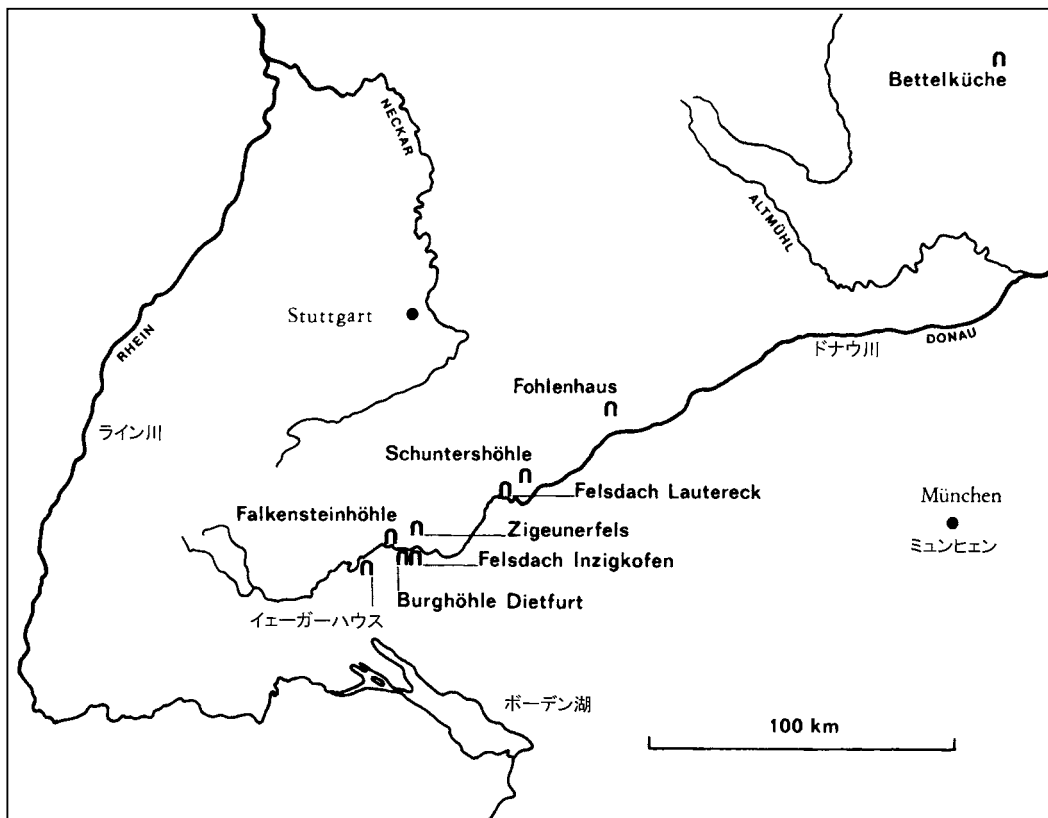 Bettelküche
NECKAR
ALTMÜHL
Stuttgart
RHEIN
DONAU
ドナウ川
Fohlenhaus
ライン川
Schuntershöhle
Felsdach Lautereck
München
ミュンヒェン
Falkensteinhöhle
Zigeunerfels
Felsdach Inzigkofen
Burghöhle Dietfurt
イェーガーハウス
ボーデン湖
100 km